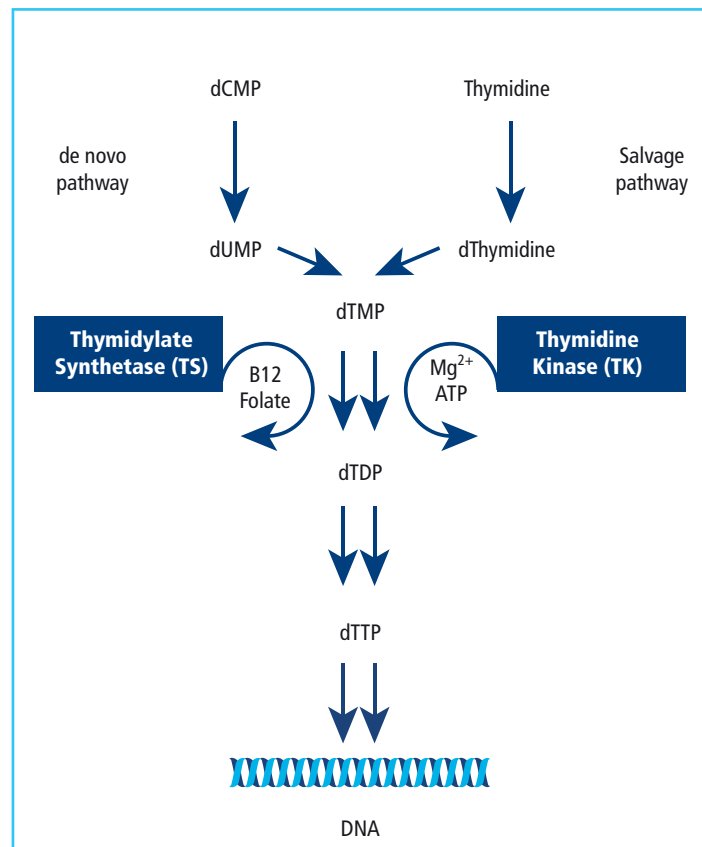 dCMP
Thymidine
de novo
pathway
Salvage
pathway
dUMP
dThymidine
dTMP
Thymidylate
Synthetase (TS)
B12
Folate
Mg²⁺
ATP
Thymidine
Kinase (TK)
dTDP
dTTP
DNA